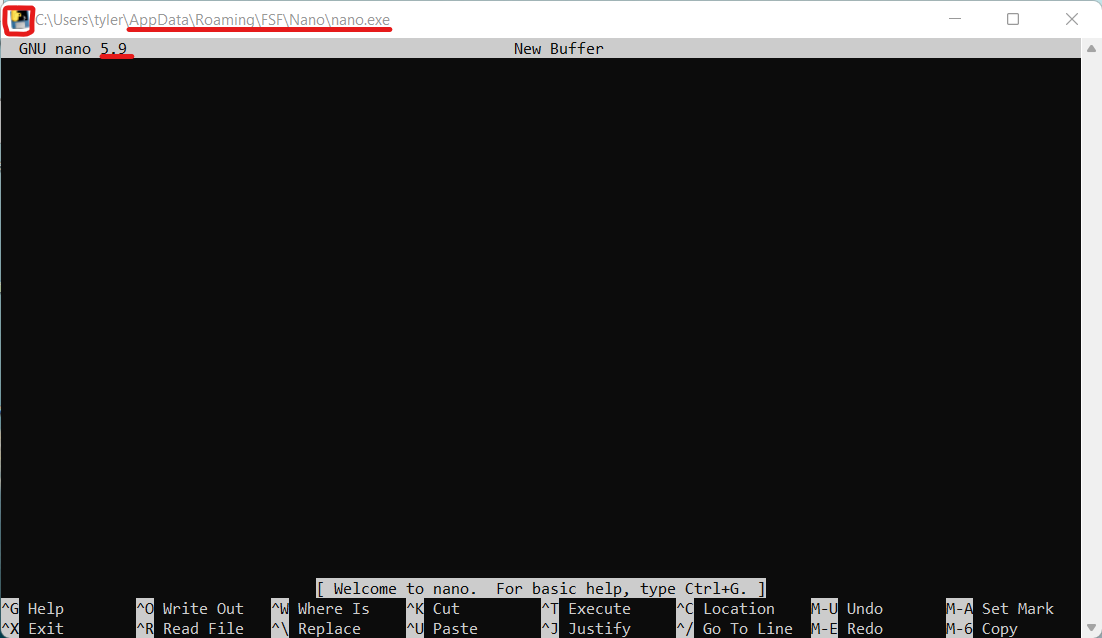 C:\Users\tyler\AppData\Roaming\FSF\Nano\nano.exe
GNU nano 5.9 New Buffer
[ Welcome to nano.  For basic help, type Ctrl+G. ]
^G Help ^O Write Out ^W Where Is ^K Cut ^T Execute ^C Location M-U Undo M-A Set Mark
^X Exit ^R Read File ^\ Replace ^U Paste ^J Justify ^/ Go To Line M-E Redo M-6 Copy